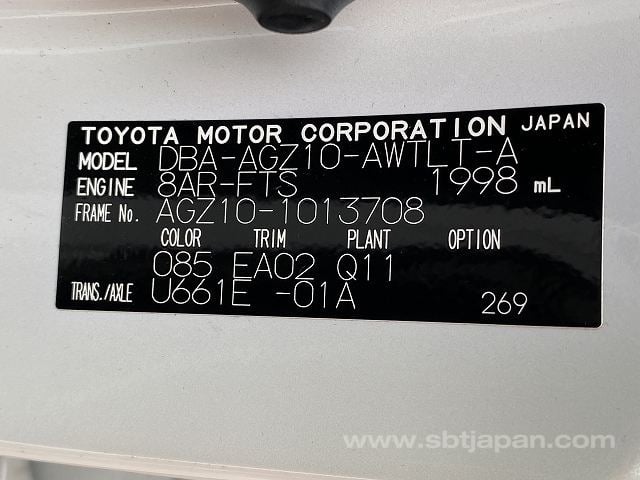 TOYOTA MOTOR CORPORATION JAPAN
MODEL DBA-AGZ10-AWTLT-A
ENGINE 8AR-FTS 1998 mL
FRAME No. AGZ10-1013708
COLOR TRIM PLANT OPTION
085 EA02 Q11
TRANS./AXLE U661E -01A 269
www.sbtjapan.com